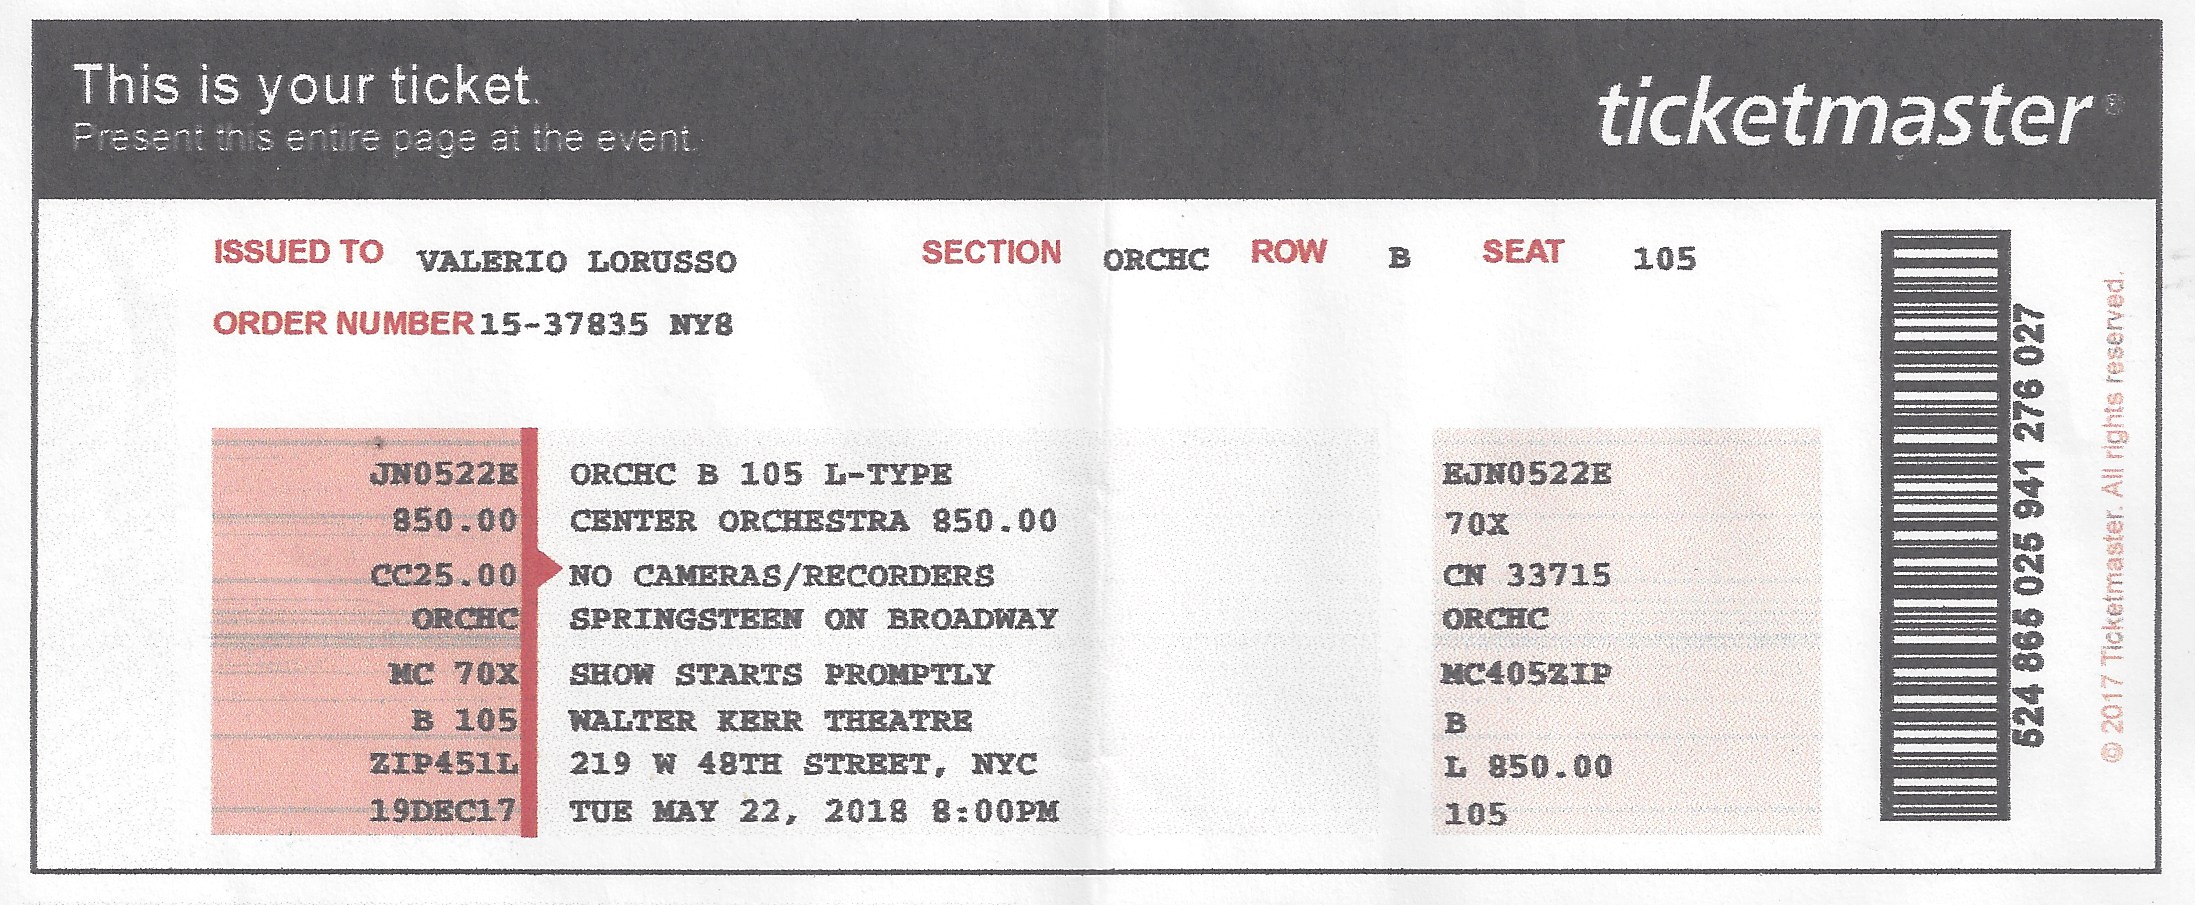 This is your ticket.
Present this entire page at the event.
ticketmaster®
ISSUED TO VALERIO LORUSSO SECTION ORCHC ROW B SEAT 105
ORDER NUMBER 15-37835 NY8
JN0522E
850.00
CC25.00
ORCHC
MC 70X
B 105
ZIP451L
19DEC17
ORCHC B 105 L-TYPE
CENTER ORCHESTRA 850.00
NO CAMERAS/RECORDERS
SPRINGSTEEN ON BROADWAY
SHOW STARTS PROMPTLY
WALTER KERR THEATRE
219 W 48TH STREET, NYC
TUE MAY 22, 2018 8:00PM
EJN0522E
70X
CN 33715
ORCHC
MC405ZIP
B
L 850.00
105
524 865 025 941 276 027
© 2017 Ticketmaster. All rights reserved.